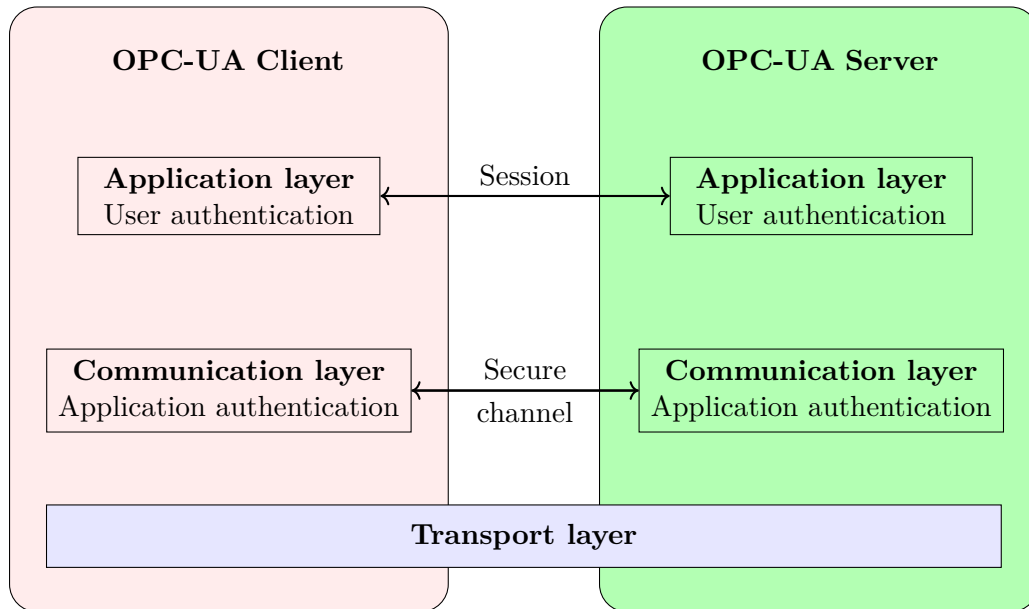 OPC-UA Client
OPC-UA Server
Application layer
User authentication
Session
Application layer
User authentication
Communication layer
Application authentication
Secure
channel
Communication layer
Application authentication
Transport layer